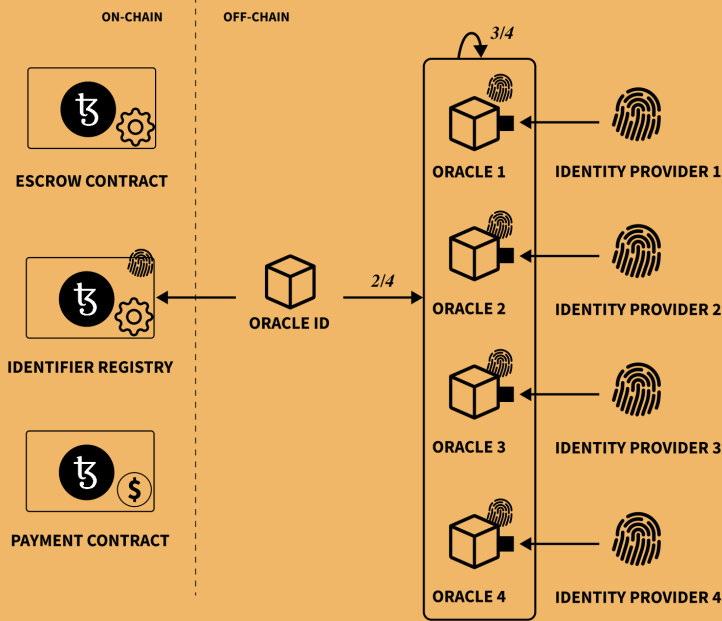 ON-CHAIN
OFF-CHAIN
3/4
ESCROW CONTRACT
ORACLE 1
IDENTITY PROVIDER 1
IDENTIFIER REGISTRY
ORACLE ID
2/4
ORACLE 2
IDENTITY PROVIDER 2
ORACLE 3
IDENTITY PROVIDER 3
$
PAYMENT CONTRACT
ORACLE 4
IDENTITY PROVIDER 4